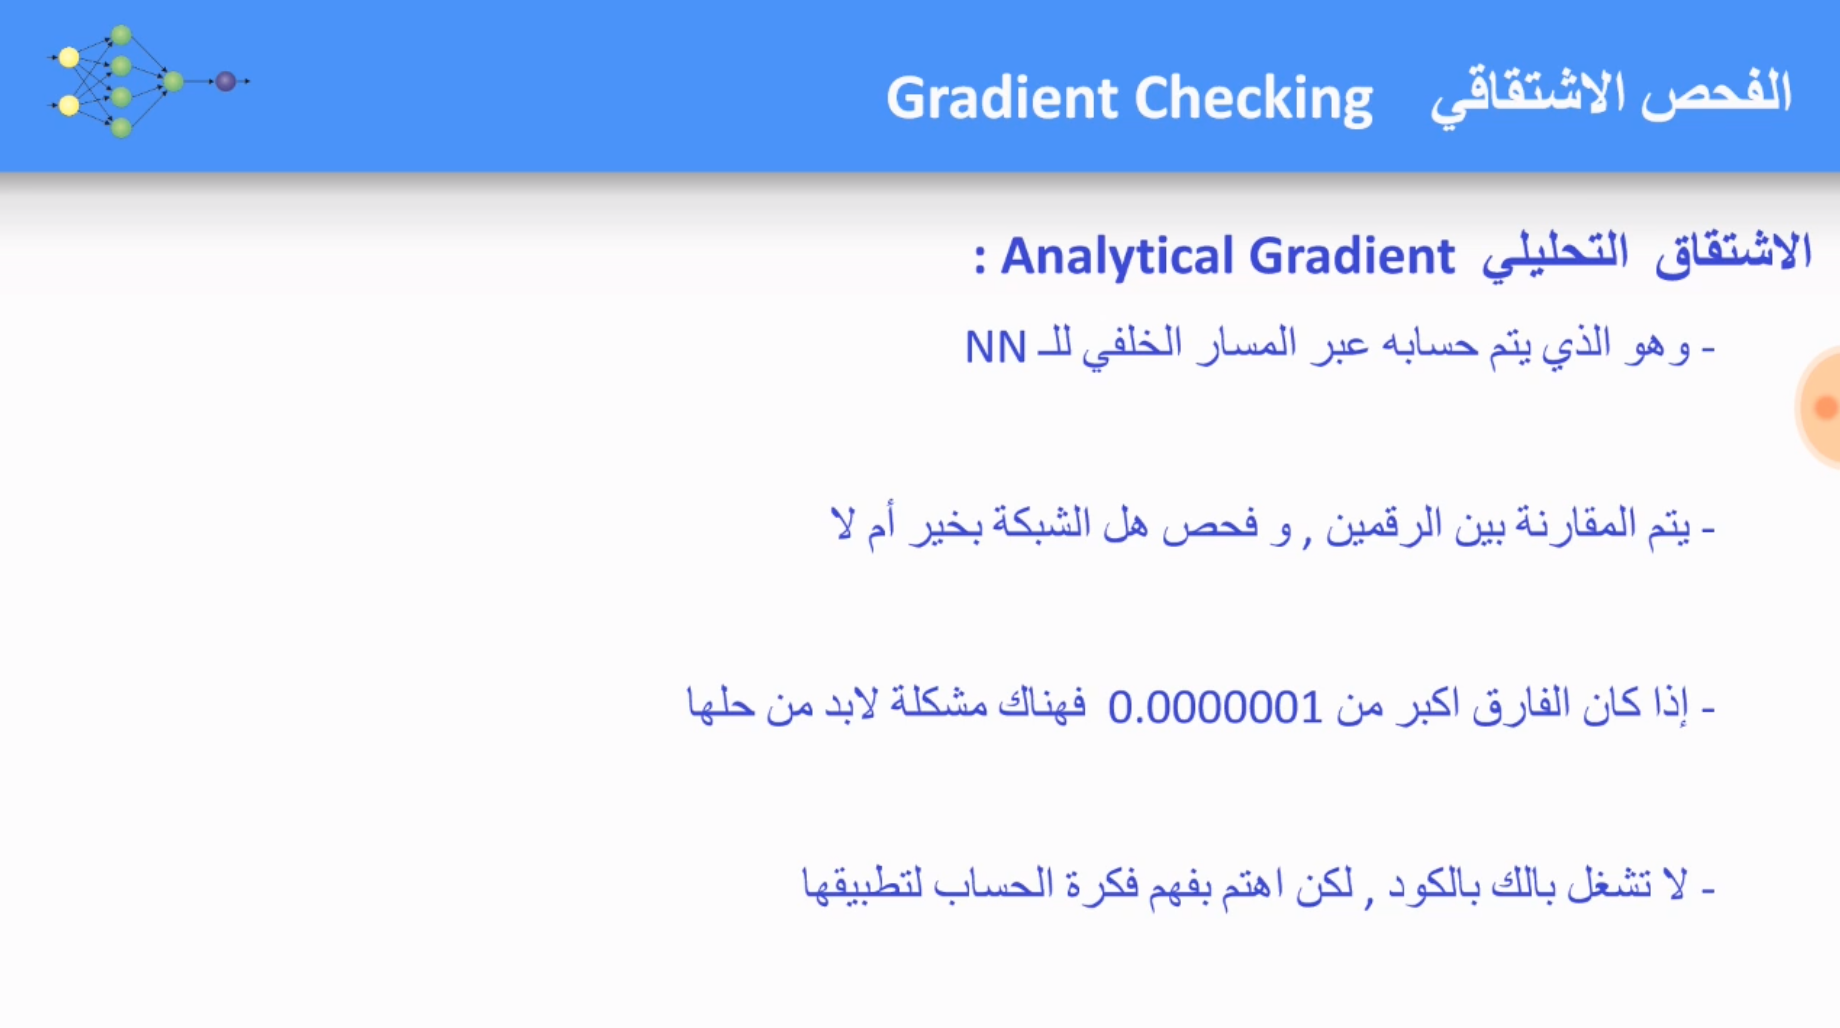 الفحص الاشتقاقي Gradient Checking
الاشتقاق التحليلي Analytical Gradient :
- و هو الذي يتم حسابه عبر المسار الخلفي للـ NN
- يتم المقارنة بين الرقمين , و فحص هل الشبكة بخير أم لا
- إذا كان الفارق اكبر من 0.0000001 فهناك مشكلة لابد من حلها
- لا تشغل بالك بالكود , لكن اهتم بفهم فكرة الحساب لتطبيقها